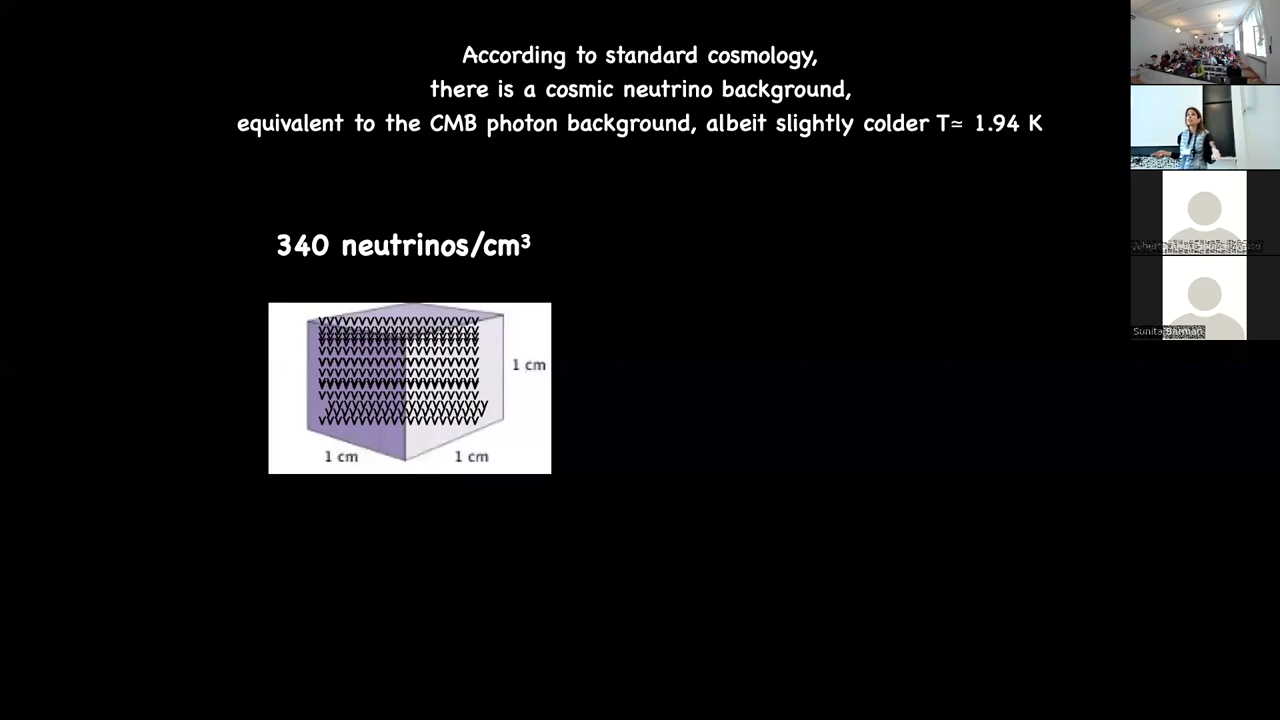 According to standard cosmology,
there is a cosmic neutrino background,
equivalent to the CMB photon background, albeit slightly colder T≃ 1.94 K
340 neutrinos/cm³
1 cm
1 cm
1 cm
Sunita Barman